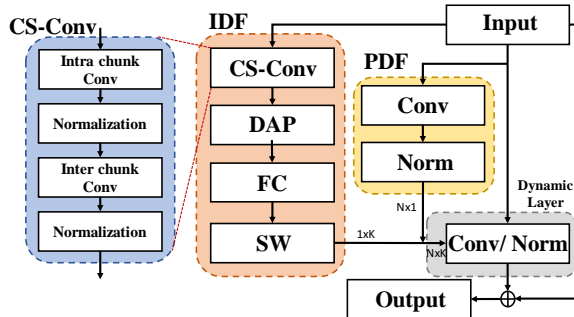 CS-Conv
Intra chunk
Conv
Normalization
Inter chunk
Conv
Normalization
IDF
CS-Conv
DAP
FC
SW
1xK
Input
PDF
Conv
Norm
Nx1
NxK
Dynamic
Layer
Conv/ Norm
Output